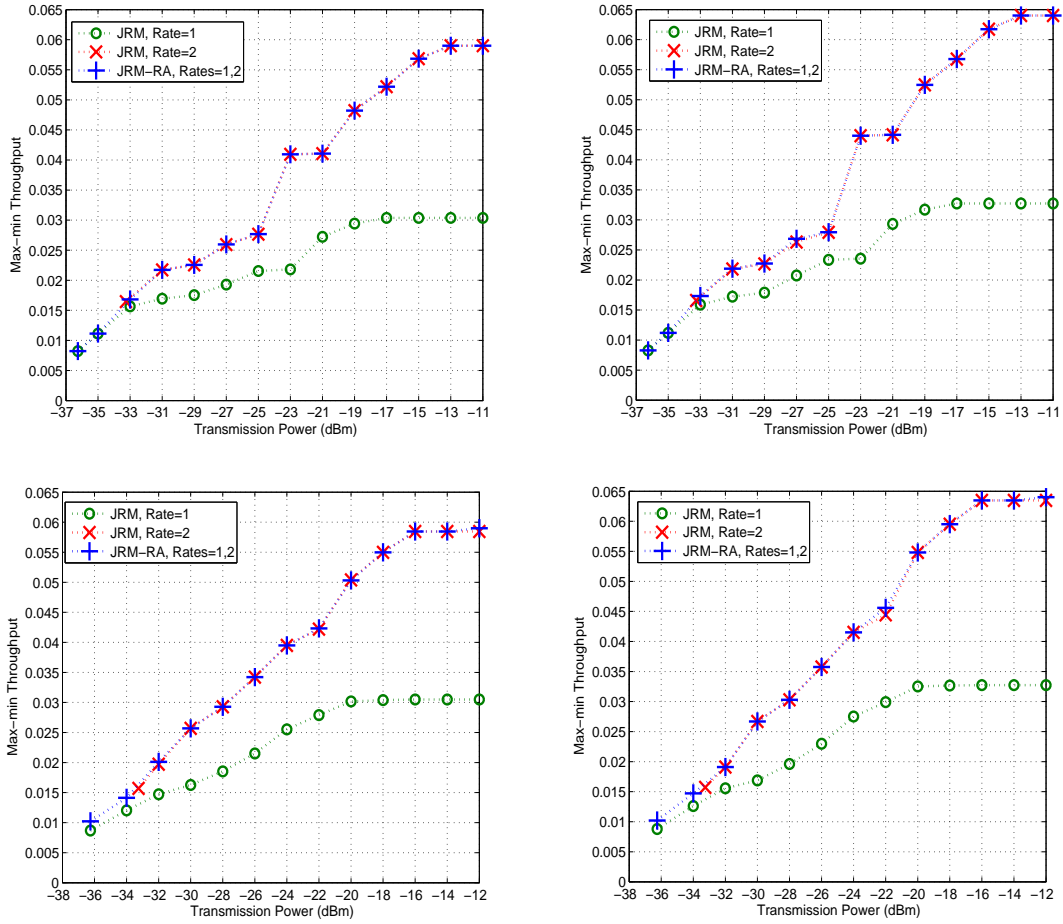 JRM, Rate=1
JRM, Rate=2
JRM−RA, Rates=1,2
Max−min Throughput
0.065
0.06
0.055
0.05
0.045
0.04
0.035
0.03
0.025
0.02
0.015
0.01
0.005
0
−37 −35 −33 −31 −29 −27 −25 −23 −21 −19 −17 −15 −13 −11
Transmission Power (dBm)
JRM, Rate=1
JRM, Rate=2
JRM−RA, Rates=1,2
Max−min Throughput
0.065
0.06
0.055
0.05
0.045
0.04
0.035
0.03
0.025
0.02
0.015
0.01
0.005
0
−37 −35 −33 −31 −29 −27 −25 −23 −21 −19 −17 −15 −13 −11
Transmission Power (dBm)
JRM, Rate=1
JRM, Rate=2
JRM−RA, Rates=1,2
Max−min Throughput
0.065
0.06
0.055
0.05
0.045
0.04
0.035
0.03
0.025
0.02
0.015
0.01
0.005
0
−38 −36 −34 −32 −30 −28 −26 −24 −22 −20 −18 −16 −14 −12
Transmission Power (dBm)
JRM, Rate=1
JRM, Rate=2
JRM−RA, Rates=1,2
Max−min Throughput
0.065
0.06
0.055
0.05
0.045
0.04
0.035
0.03
0.025
0.02
0.015
0.01
0.005
0
−38 −36 −34 −32 −30 −28 −26 −24 −22 −20 −18 −16 −14 −12
Transmission Power (dBm)